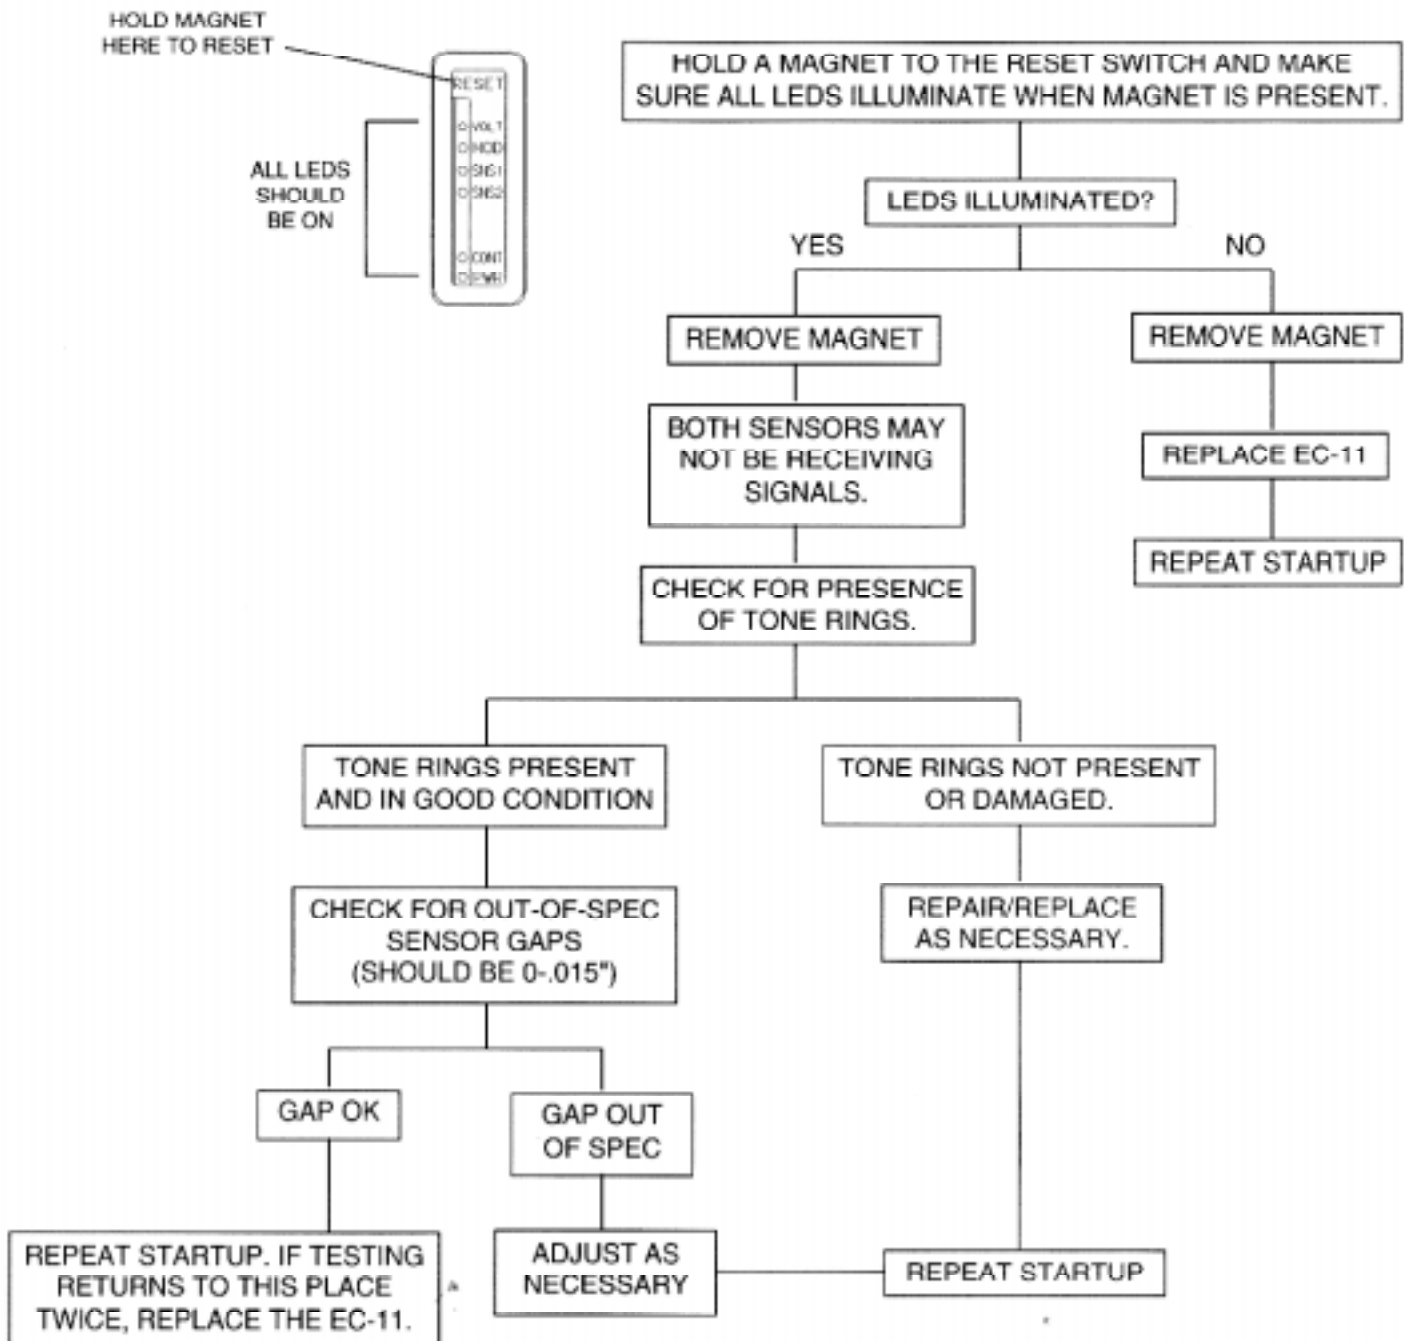 HOLD MAGNET
HERE TO RESET
RESET
VOLT
MOD
SNS1
SNS2
CONT
PWR
ALL LEDS
SHOULD
BE ON
HOLD A MAGNET TO THE RESET SWITCH AND MAKE
SURE ALL LEDS ILLUMINATE WHEN MAGNET IS PRESENT.
LEDS ILLUMINATED?
YES
NO
REMOVE MAGNET
REMOVE MAGNET
BOTH SENSORS MAY
NOT BE RECEIVING
SIGNALS.
REPLACE EC-11
REPEAT STARTUP
CHECK FOR PRESENCE
OF TONE RINGS.
TONE RINGS PRESENT
AND IN GOOD CONDITION
TONE RINGS NOT PRESENT
OR DAMAGED.
CHECK FOR OUT-OF-SPEC
SENSOR GAPS
(SHOULD BE 0-.015")
REPAIR/REPLACE
AS NECESSARY.
GAP OK
GAP OUT
OF SPEC
REPEAT STARTUP. IF TESTING
RETURNS TO THIS PLACE
TWICE, REPLACE THE EC-11.
ADJUST AS
NECESSARY
REPEAT STARTUP